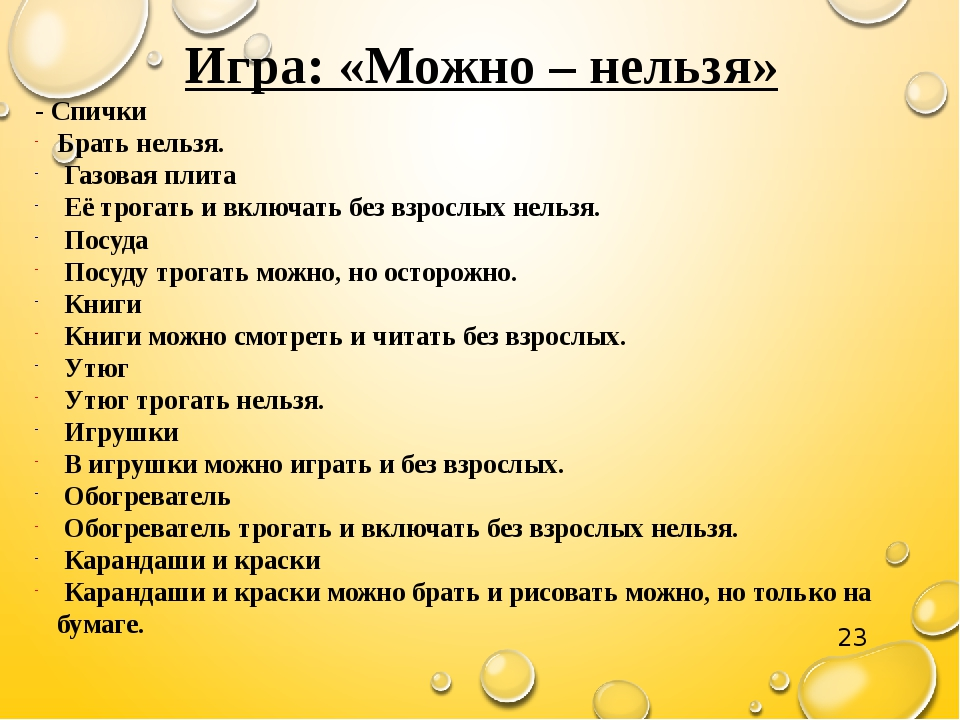 Игра: «Можно – нельзя»
- Спички
- Брать нельзя.
- Газовая плита
- Её трогать и включать без взрослых нельзя.
- Посуда
- Посуду трогать можно, но осторожно.
- Книги
- Книги можно смотреть и читать без взрослых.
- Утюг
- Утюг трогать нельзя.
- Игрушки
- В игрушки можно играть и без взрослых.
- Обогреватель
- Обогреватель трогать и включать без взрослых нельзя.
- Карандаши и краски
- Карандаши и краски можно брать и рисовать можно, но только на
бумаге.
23